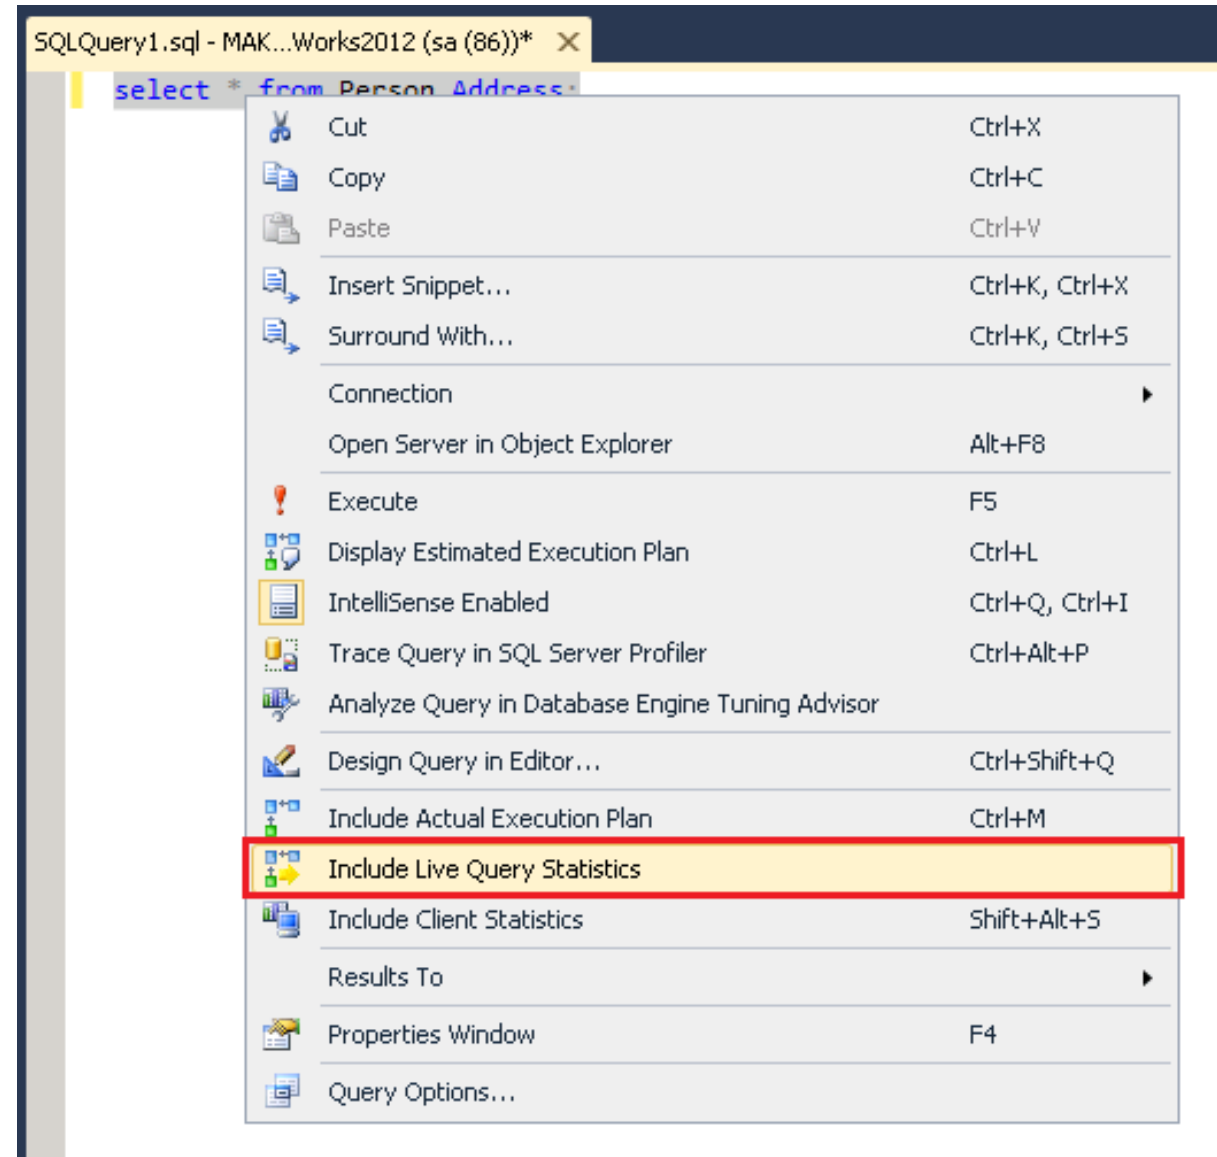 SQLQuery1.sql - MAK...Works2012 (sa (86))* X
select * from Person.Address;
Cut Ctrl+X
Copy Ctrl+C
Paste Ctrl+V
Insert Snippet... Ctrl+K, Ctrl+X
Surround With... Ctrl+K, Ctrl+S
Connection
Open Server in Object Explorer Alt+F8
Execute F5
Display Estimated Execution Plan Ctrl+L
IntelliSense Enabled Ctrl+Q, Ctrl+I
Trace Query in SQL Server Profiler Ctrl+Alt+P
Analyze Query in Database Engine Tuning Advisor
Design Query in Editor... Ctrl+Shift+Q
Include Actual Execution Plan Ctrl+M
Include Live Query Statistics
Include Client Statistics Shift+Alt+S
Results To
Properties Window F4
Query Options...